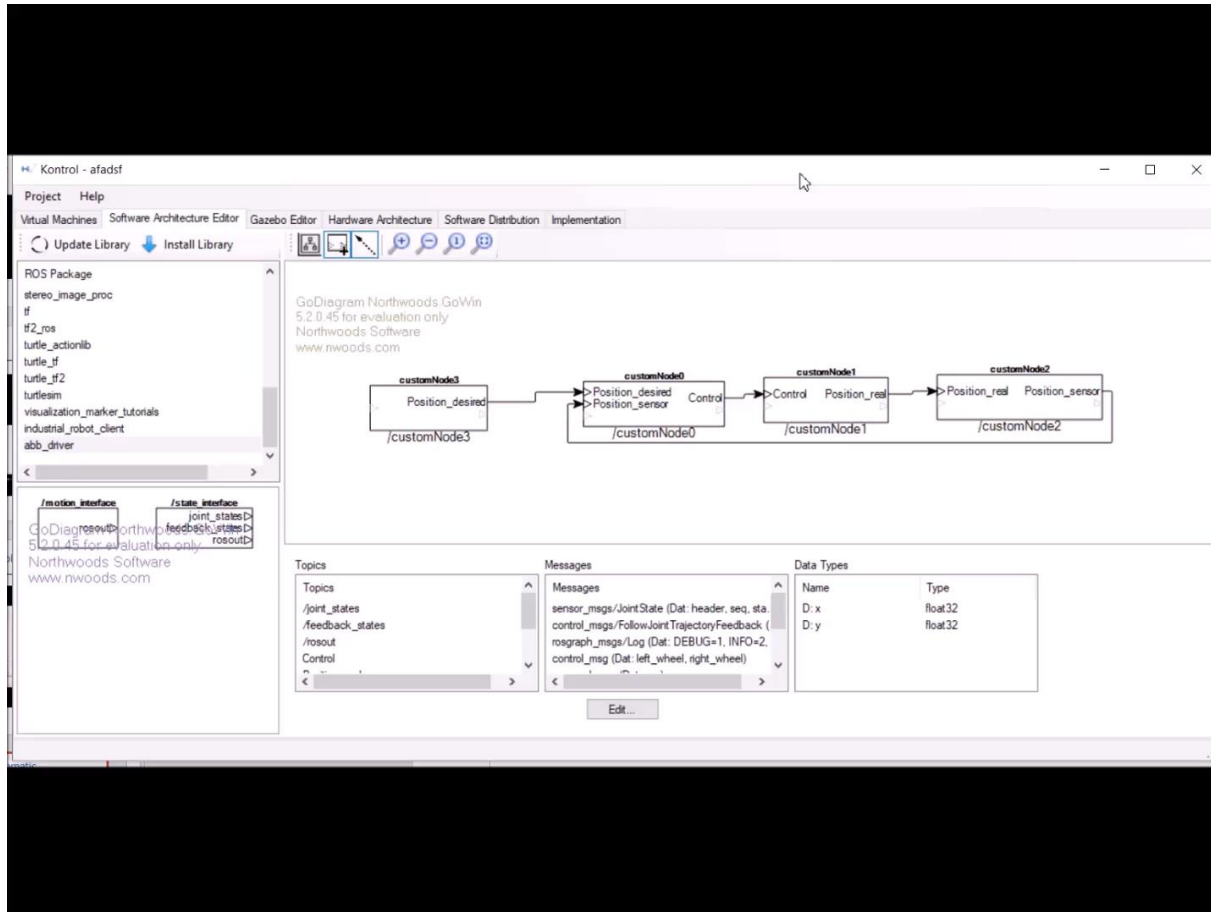 Kontrol - afadsf
Project Help
Virtual Machines Software Architecture Editor Gazebo Editor Hardware Architecture Software Distribution Implementation
Update Library Install Library
ROS Package
stereo_image_proc
tf
tf2_ros
turtle_actionlib
turtle_tf
turtle_tf2
turtlesim
visualization_marker_tutorials
industrial_robot_client
abb_driver
/motion_interface
rosout
/state_interface
joint_states
feedback_states
rosout
GoDiagram Northwoods GoWin
5.2.0.45 for evaluation only
Northwoods Software
www.nwoods.com
GoDiagram Northwoods GoWin
5.2.0.45 for evaluation only
Northwoods Software
www.nwoods.com
customNode3
Position_desired
/customNode3
customNode0
Position_desired
Position_sensor
Control
/customNode0
customNode1
Control Position_real
/customNode1
customNode2
Position_real Position_sensor
/customNode2
Topics
Topics
/joint_states
/feedback_states
/rosout
Control
Messages
Messages
sensor_msgs/JointState (Dat: header, seq, sta
control_msgs/FollowJointTrajectoryFeedback (
rosgraph_msgs/Log (Dat: DEBUG=1, INFO=2,
control_msg (Dat: left_wheel, right_wheel)
Data Types
Name Type
D: x float32
D: y float32
Edit...